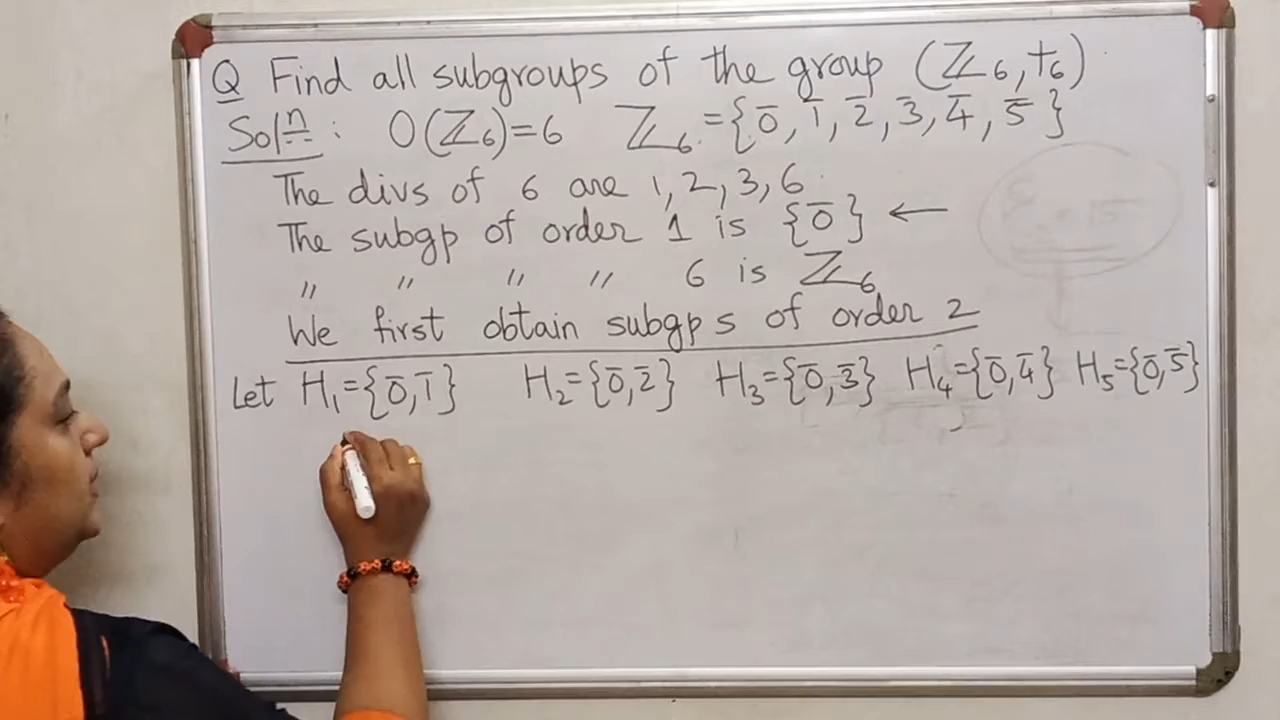 Q Find all subgroups of the group (ℤ₆, +₆)
Solⁿ : O(ℤ₆)=6 ℤ₆={0̄, 1̄, 2̄, 3̄, 4̄, 5̄}
The divs of 6 are 1, 2, 3, 6.
The subgp of order 1 is {0̄} ←
" " " " 6 is ℤ₆
We first obtain subgps of order 2
Let H₁={0̄,1̄} H₂={0̄,2̄} H₃={0̄,3̄} H₄={0̄,4̄} H₅={0̄,5̄}